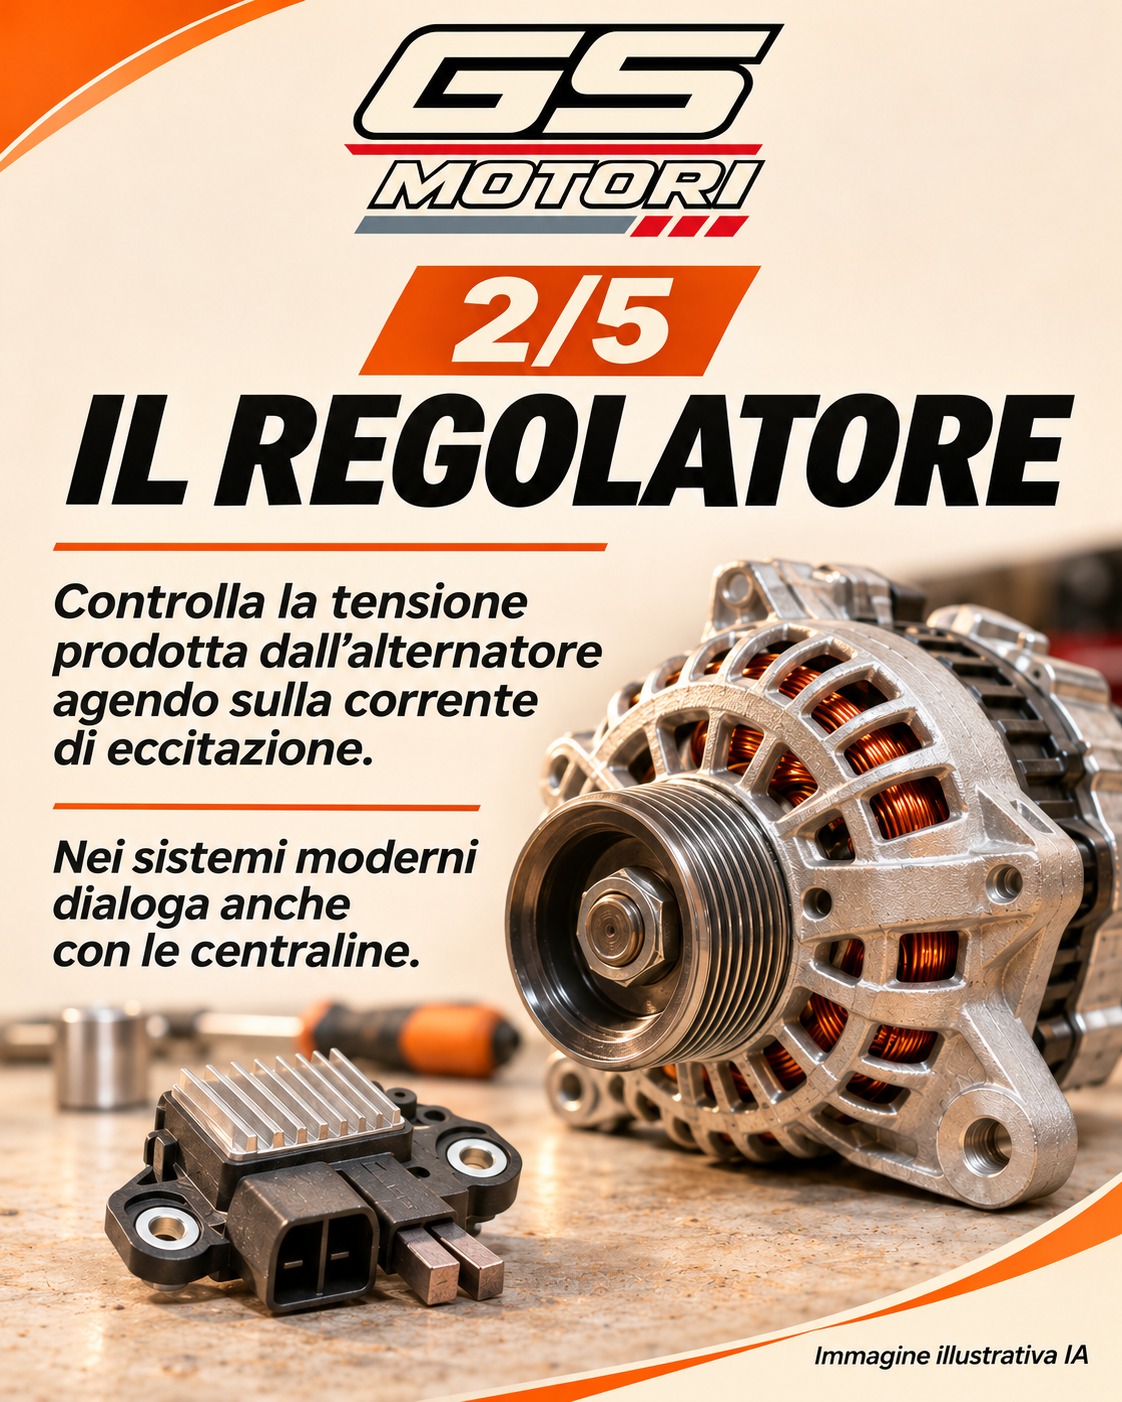 GS
MOTORI
2/5
IL REGOLATORE
Controlla la tensione
prodotta dall'alternatore
agendo sulla corrente
di eccitazione.
Nei sistemi moderni
dialoga anche
con le centraline.
Immagine illustrativa IA